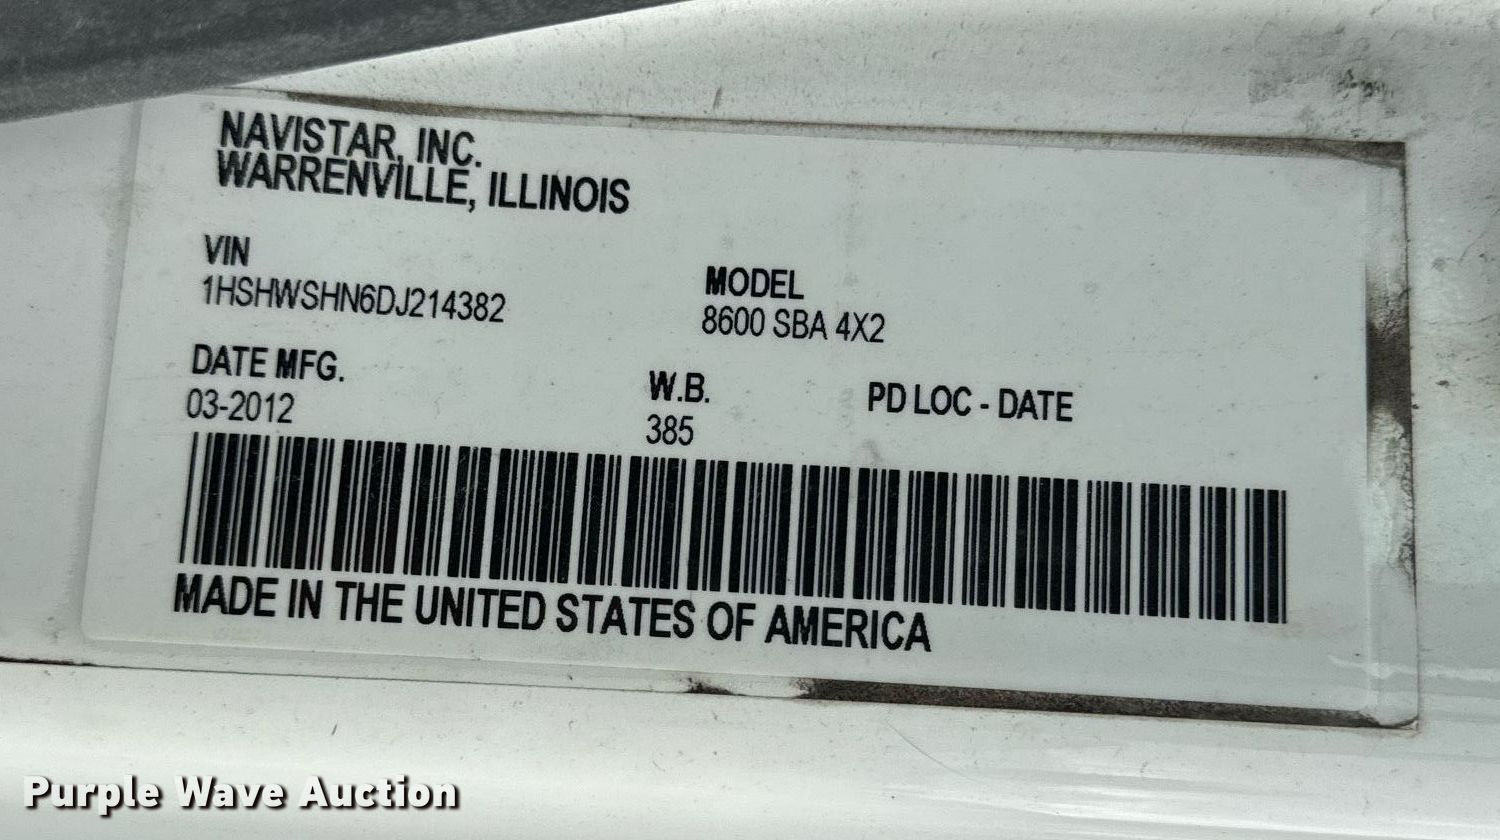 NAVISTAR, INC.
WARRENVILLE, ILLINOIS
VIN
1HSHWSHN6DJ214382
MODEL
8600 SBA 4X2
DATE MFG.
03-2012
W.B.
385
PD LOC - DATE
MADE IN THE UNITED STATES OF AMERICA
Purple Wave Auction